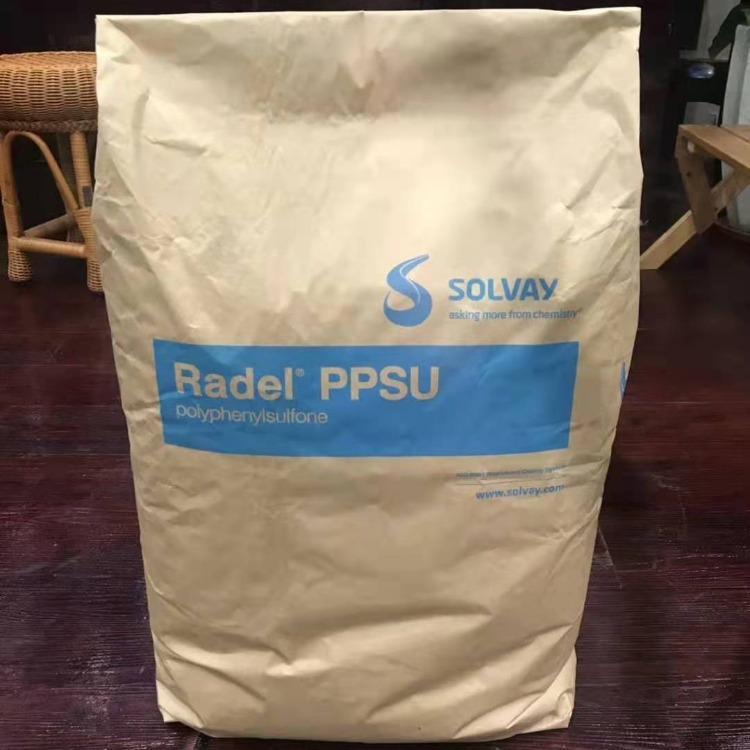 SOLVAY
asking more from chemistry
Radel® PPSU
polyphenylsulfone
www.solvay.com